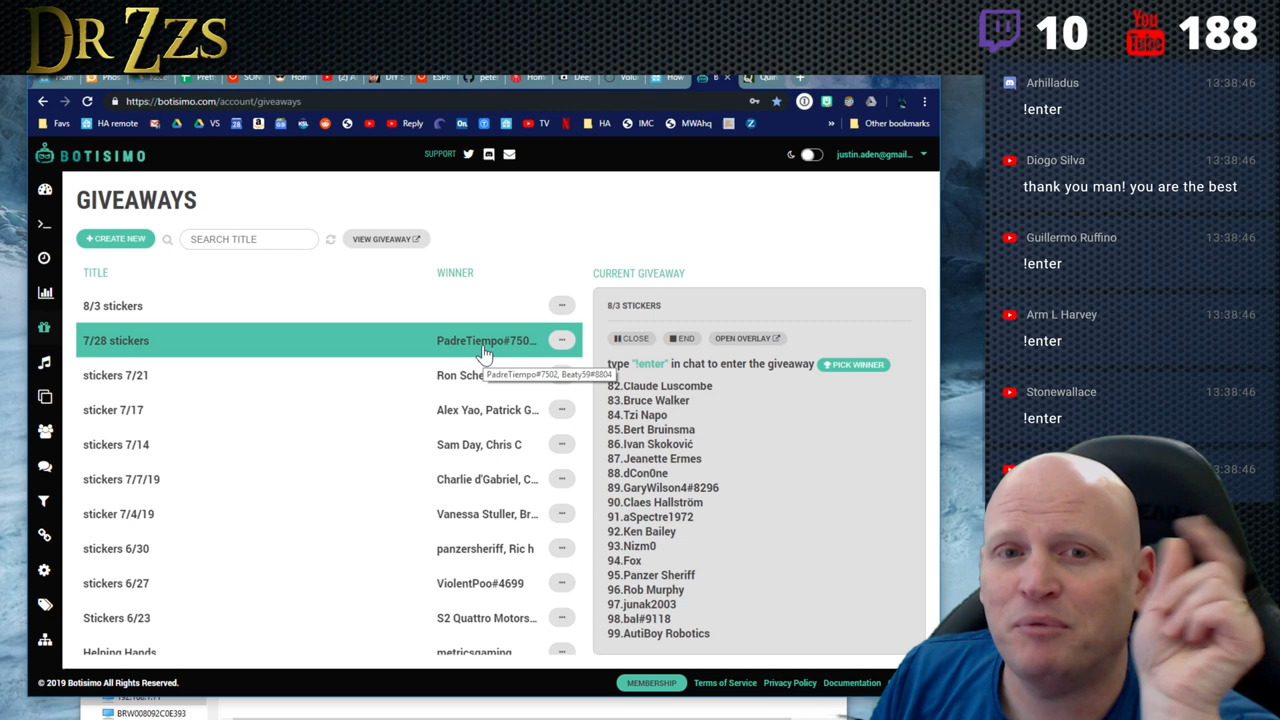 DR ZZS
10
You Tube
188
https://botisimo.com/account/giveaways
Favs
HA remote
VS
Reply
TV
HA
IMC
MWAhq
Other bookmarks
BOTISIMO
SUPPORT
justin.aden@gmail...
GIVEAWAYS
+ CREATE NEW
SEARCH TITLE
VIEW GIVEAWAY
TITLE
WINNER
8/3 stickers
7/28 stickers
PadreTiempo#750...
PadreTiempo#7502, Beaty59#8804
stickers 7/21
Ron Sche
sticker 7/17
Alex Yao, Patrick G...
stickers 7/14
Sam Day, Chris C
stickers 7/7/19
Charlie d'Gabriel, C...
sticker 7/4/19
Vanessa Stuller, Br...
stickers 6/30
panzersheriff, Ric h
stickers 6/27
ViolentPoo#4699
Stickers 6/23
S2 Quattro Motors...
Helping Hands
metricsgaming
CURRENT GIVEAWAY
8/3 STICKERS
CLOSE
END
OPEN OVERLAY
type "!enter" in chat to enter the giveaway
PICK WINNER
82.Claude Luscombe
83.Bruce Walker
84.Tzi Napo
85.Bert Bruinsma
86.Ivan Skoković
87.Jeanette Ermes
88.dCon0ne
89.GaryWilson4#8296
90.Claes Hallström
91.aSpectre1972
92.Ken Bailey
93.Nizm0
94.Fox
95.Panzer Sheriff
96.Rob Murphy
97.junak2003
98.bal#9118
99.AutiBoy Robotics
© 2019 Botisimo All Rights Reserved.
MEMBERSHIP
Terms of Service
Privacy Policy
Documentation
BRW008092C0E393
Arhilladus
13:38:46
!enter
Diogo Silva
13:38:46
thank you man! you are the best
Guillermo Ruffino
13:38:46
!enter
Arm L Harvey
13:38:46
!enter
Stonewallace
13:38:46
!enter
3:38:46